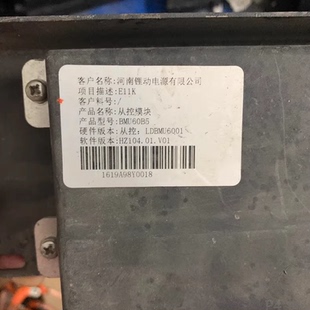 客户名称:河南锂动电源有限公司
项目描述:E11K
客户料号:/
产品名称:从控模块
产品型号:BMU60B5
硬件版本:从控: LDBMU6001
软件版本:HZ104.01.V01
1619A98Y0018